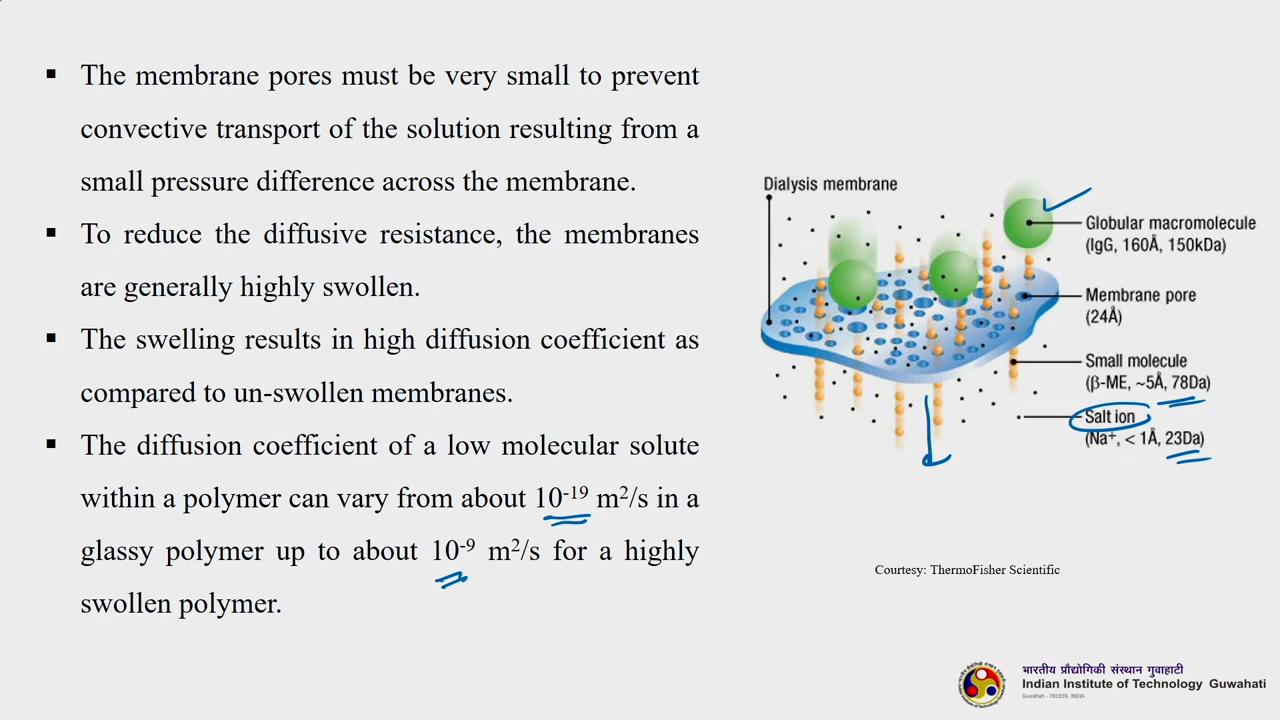 ▪ The membrane pores must be very small to prevent
convective transport of the solution resulting from a
small pressure difference across the membrane.
▪ To reduce the diffusive resistance, the membranes
are generally highly swollen.
▪ The swelling results in high diffusion coefficient as
compared to un-swollen membranes.
▪ The diffusion coefficient of a low molecular solute
within a polymer can vary from about 10⁻¹⁹ m²/s in a
glassy polymer up to about 10⁻⁹ m²/s for a highly
swollen polymer.
Dialysis membrane
Globular macromolecule
(IgG, 160Å, 150kDa)
Membrane pore
(24Å)
Small molecule
(β-ME, ~5Å, 78Da)
Salt ion
(Na⁺, < 1Å, 23Da)
Courtesy: ThermoFisher Scientific
भारतीय प्रौद्योगिकी संस्थान गुवाहाटी
Indian Institute of Technology Guwahati
Guwahati - 781039, INDIA